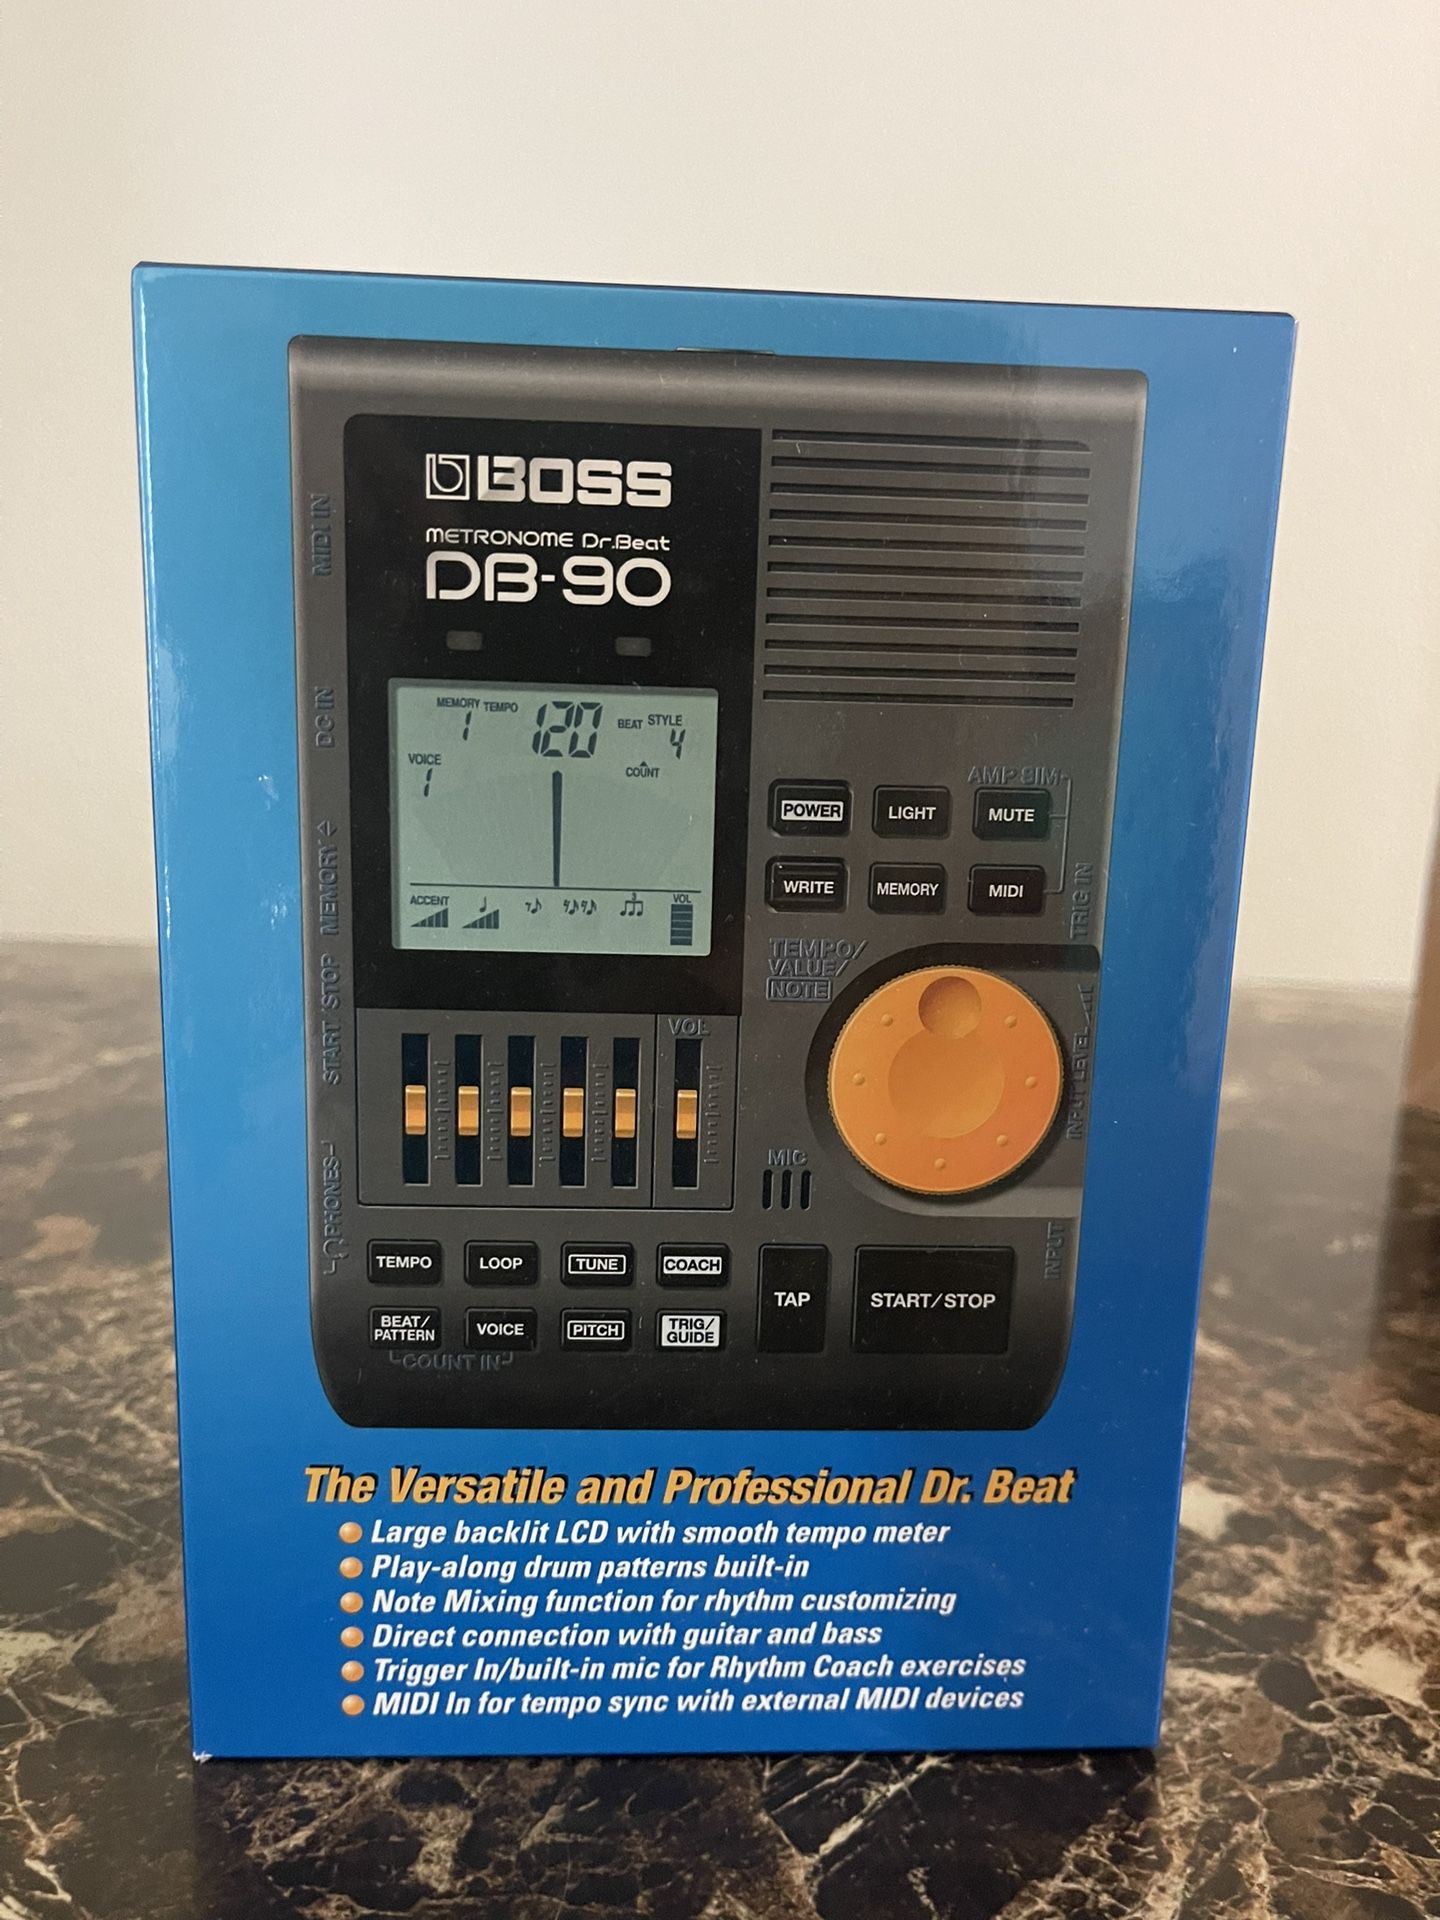 BOSS
METRONOME Dr.Beat
DB-90
MIDI IN
DC IN
MEMORY
START STOP
PHONES
MEMORY TEMPO 120 BEAT STYLE
1 4
VOICE COUNT
1
ACCENT VOL
3
VOL
AMP SIM
POWER LIGHT MUTE
WRITE MEMORY MIDI
TRIG IN
TEMPO/
VALUE/
NOTE
INPUT LEVEL
MIC
INPUT
TEMPO LOOP TUNE COACH
BEAT/
PATTERN VOICE PITCH TRIG/
GUIDE
COUNT IN
TAP START/STOP
The Versatile and Professional Dr. Beat
Large backlit LCD with smooth tempo meter
Play-along drum patterns built-in
Note Mixing function for rhythm customizing
Direct connection with guitar and bass
Trigger In/built-in mic for Rhythm Coach exercises
MIDI In for tempo sync with external MIDI devices